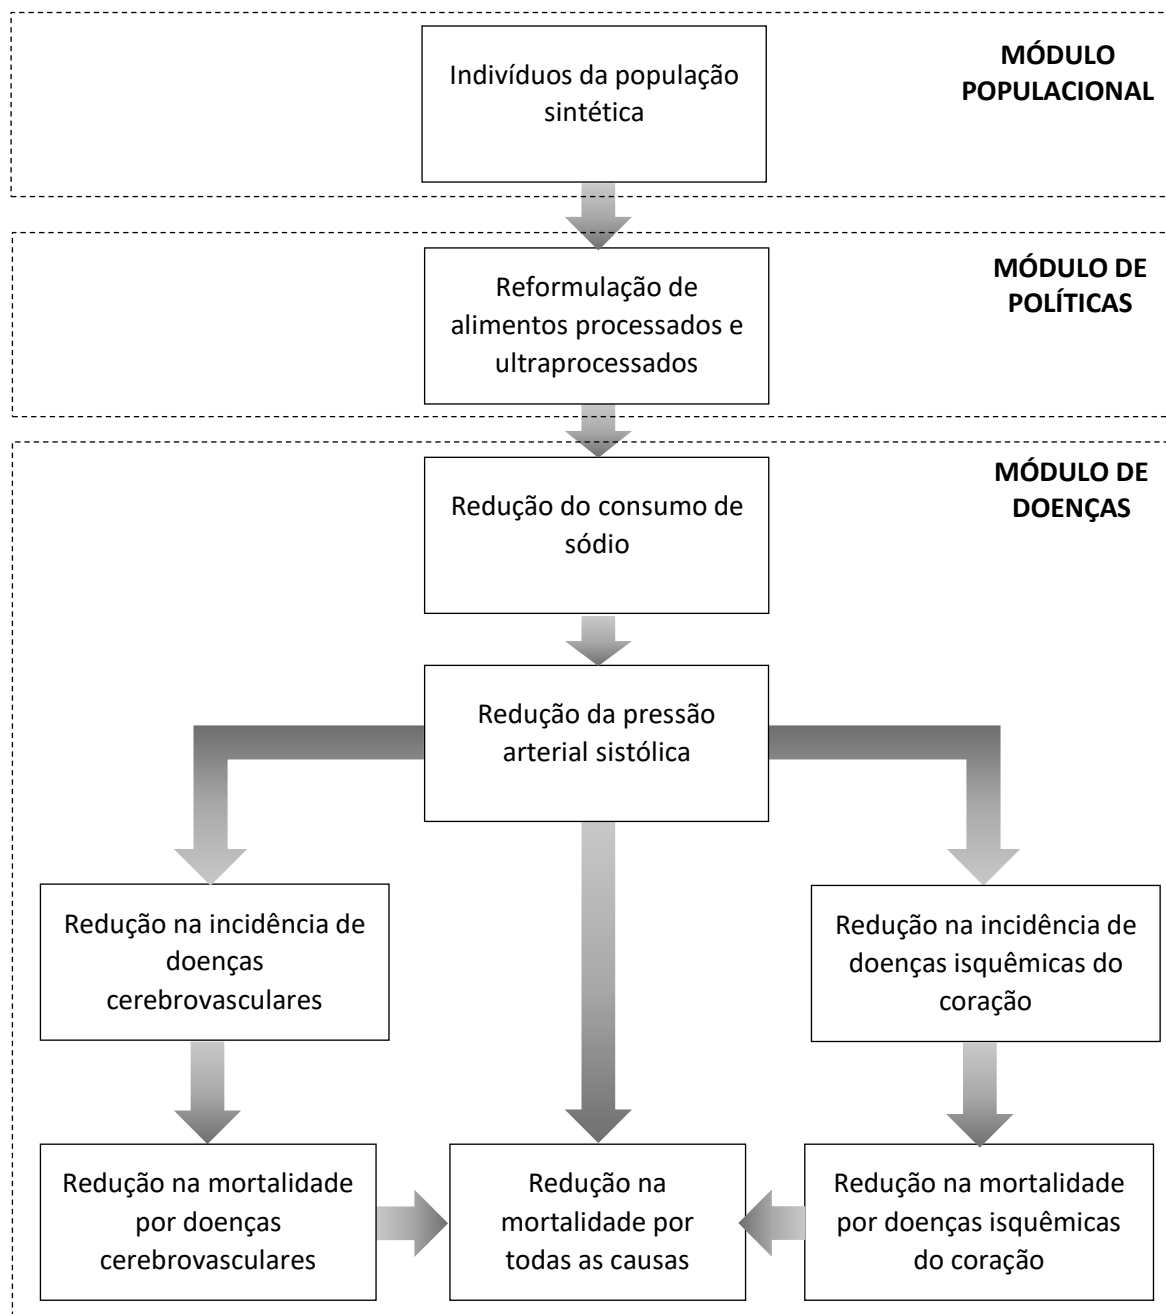 Indivíduos da população
sintética
MÓDULO
POPULACIONAL
Reformulação de
alimentos processados e
ultraprocessados
MÓDULO DE
POLÍTICAS
Redução do consumo de
sódio
MÓDULO DE
DOENÇAS
Redução da pressão
arterial sistólica
Redução na incidência de
doenças
cerebrovasculares
Redução na incidência de
doenças isquêmicas do
coração
Redução na mortalidade
por doenças
cerebrovasculares
Redução na
mortalidade por
todas as causas
Redução na mortalidade
por doenças isquêmicas
do coração